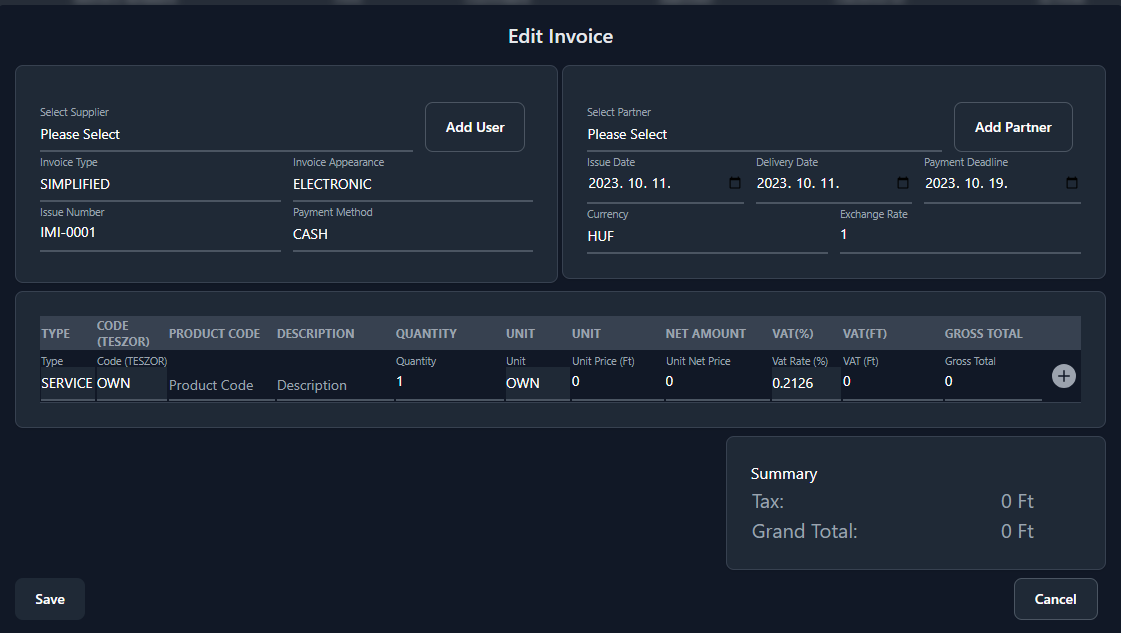 Edit Invoice
Select Supplier
Please Select
Add User
Invoice Type
SIMPLIFIED
Invoice Appearance
ELECTRONIC
Issue Number
IMI-0001
Payment Method
CASH
Select Partner
Please Select
Add Partner
Issue Date
2023. 10. 11.
Delivery Date
2023. 10. 11.
Payment Deadline
2023. 10. 19.
Currency
HUF
Exchange Rate
1
TYPE CODE (TESZOR) PRODUCT CODE DESCRIPTION QUANTITY UNIT UNIT NET AMOUNT VAT(%) VAT(FT) GROSS TOTAL
Type Code (TESZOR) Quantity Unit Unit Price (Ft) Unit Net Price Vat Rate (%) VAT (Ft) Gross Total
SERVICE OWN Product Code Description 1 OWN 0 0 0.2126 0 0
Summary
Tax: 0 Ft
Grand Total: 0 Ft
Save
Cancel